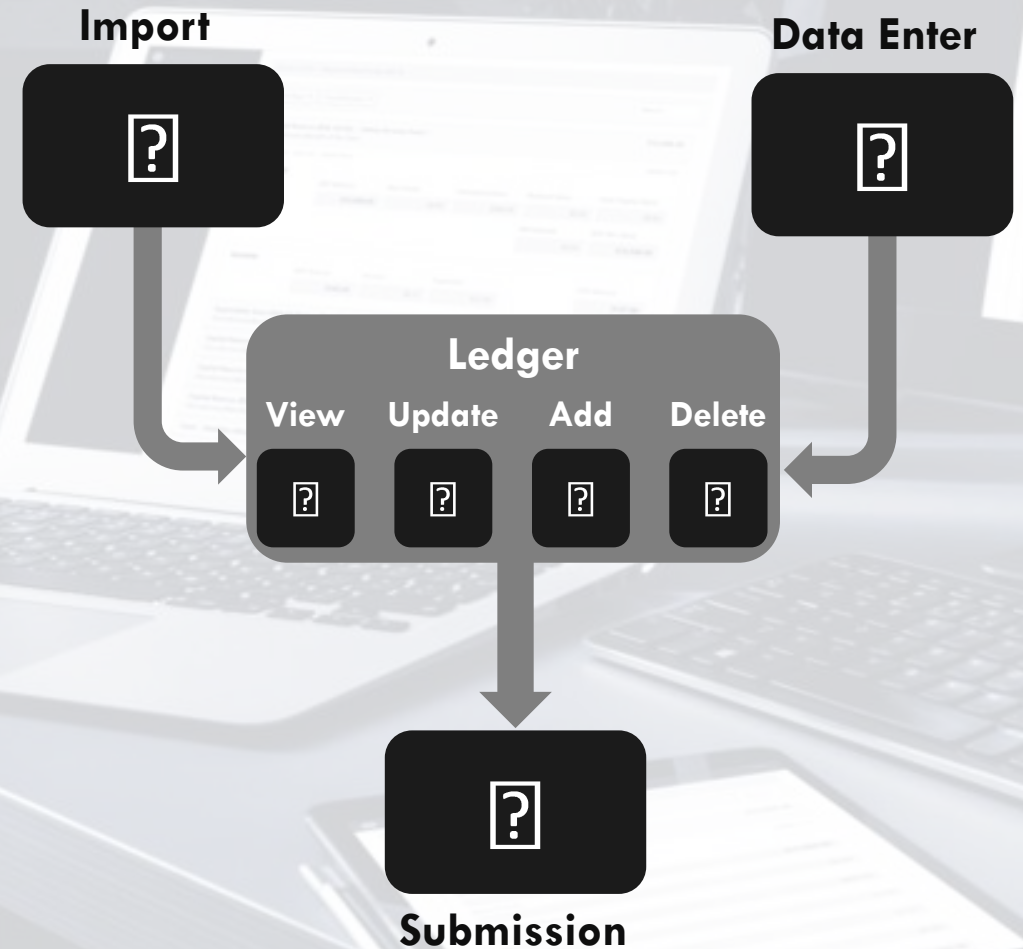 Import
Data Enter
Ledger
View Update Add Delete
Submission